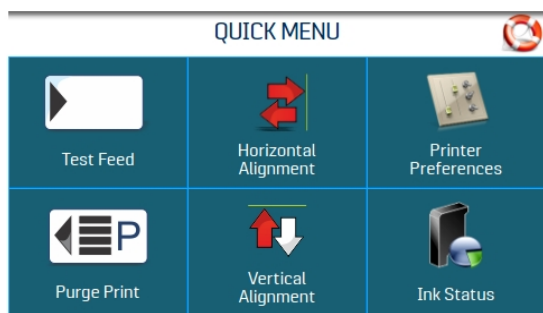 QUICK MENU
Test Feed
Horizontal
Alignment
Printer
Preferences
P
Purge Print
Vertical
Alignment
Ink Status